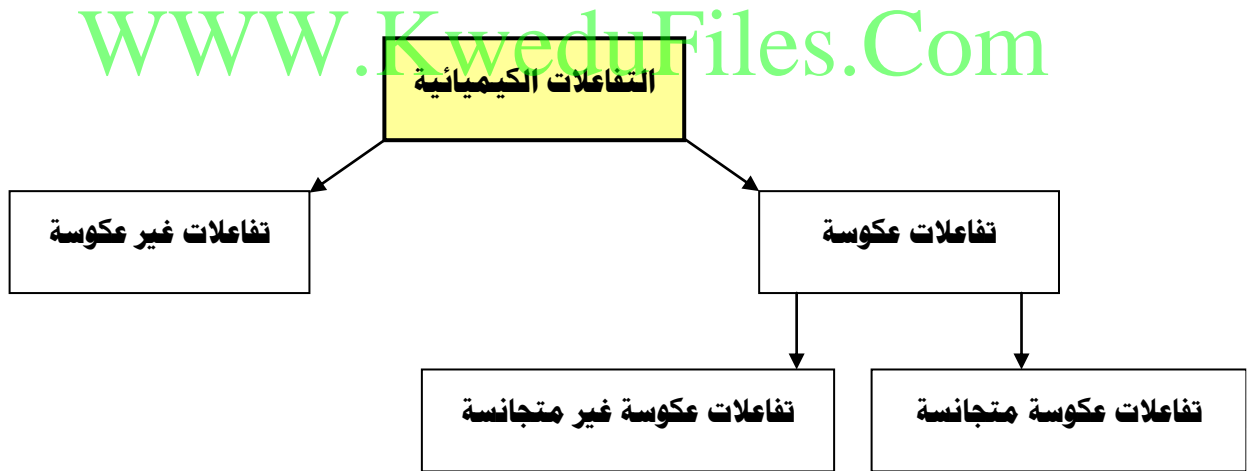 WWW.KweduFiles.Com
التفاعلات الكيميائية
تفاعلات عكوسة
تفاعلات غير عكوسة
تفاعلات عكوسة متجانسة
تفاعلات عكوسة غير متجانسة